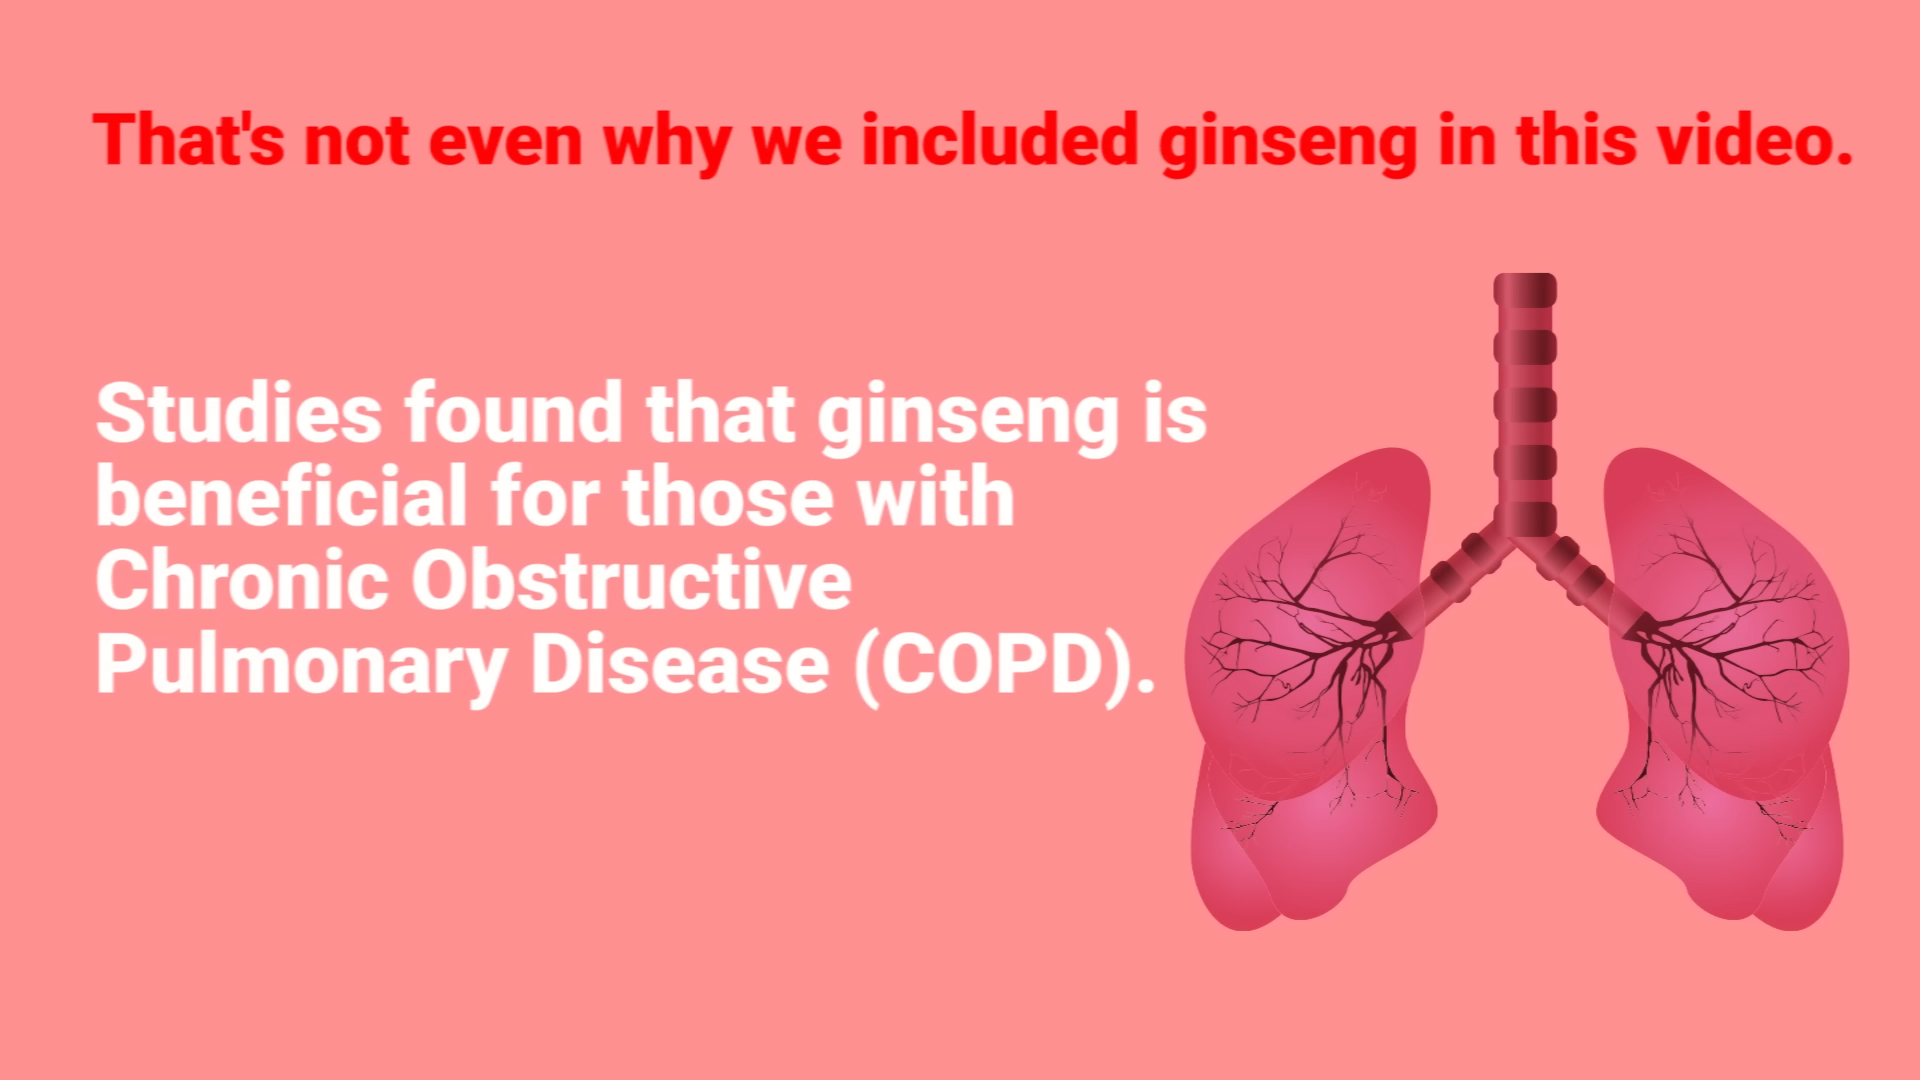 That's not even why we included ginseng in this video.
Studies found that ginseng is
beneficial for those with
Chronic Obstructive
Pulmonary Disease (COPD).